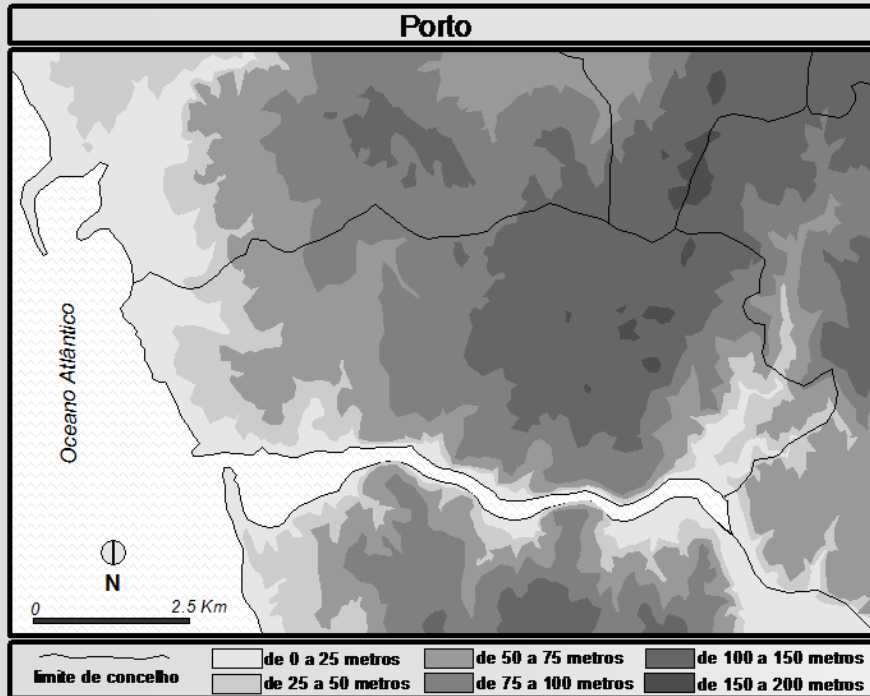 Porto
Oceano Atlântico
N
0 2.5 Km
limite de concelho
de 0 a 25 metros
de 25 a 50 metros
de 50 a 75 metros
de 75 a 100 metros
de 100 a 150 metros
de 150 a 200 metros